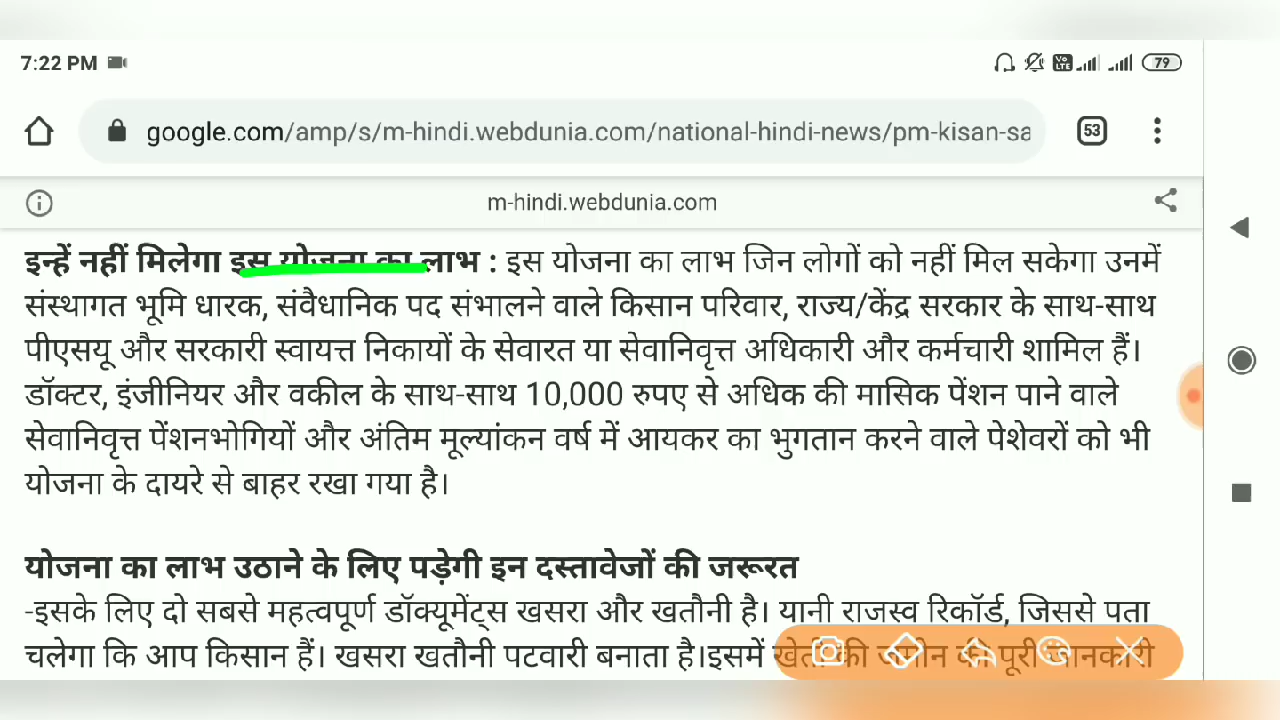 7:22 PM
Vo LTE
79
google.com/amp/s/m-hindi.webdunia.com/national-hindi-news/pm-kisan-sa
53
m-hindi.webdunia.com
इन्हें नहीं मिलेगा इस योजना का लाभ : इस योजना का लाभ जिन लोगों को नहीं मिल सकेगा उनमें
संस्थागत भूमि धारक, संवैधानिक पद संभालने वाले किसान परिवार, राज्य/केंद्र सरकार के साथ-साथ
पीएसयू और सरकारी स्वायत्त निकायों के सेवारत या सेवानिवृत्त अधिकारी और कर्मचारी शामिल हैं।
डॉक्टर, इंजीनियर और वकील के साथ-साथ 10,000 रुपए से अधिक की मासिक पेंशन पाने वाले
सेवानिवृत्त पेंशनभोगियों और अंतिम मूल्यांकन वर्ष में आयकर का भुगतान करने वाले पेशेवरों को भी
योजना के दायरे से बाहर रखा गया है।
योजना का लाभ उठाने के लिए पड़ेगी इन दस्तावेजों की जरूरत
-इसके लिए दो सबसे महत्वपूर्ण डॉक्यूमेंट्स खसरा और खतौनी है। यानी राजस्व रिकॉर्ड, जिससे पता
चलेगा कि आप किसान हैं। खसरा खतौनी पटवारी बनाता है।इसमें खेती की जमीन की पूरी जानकारी